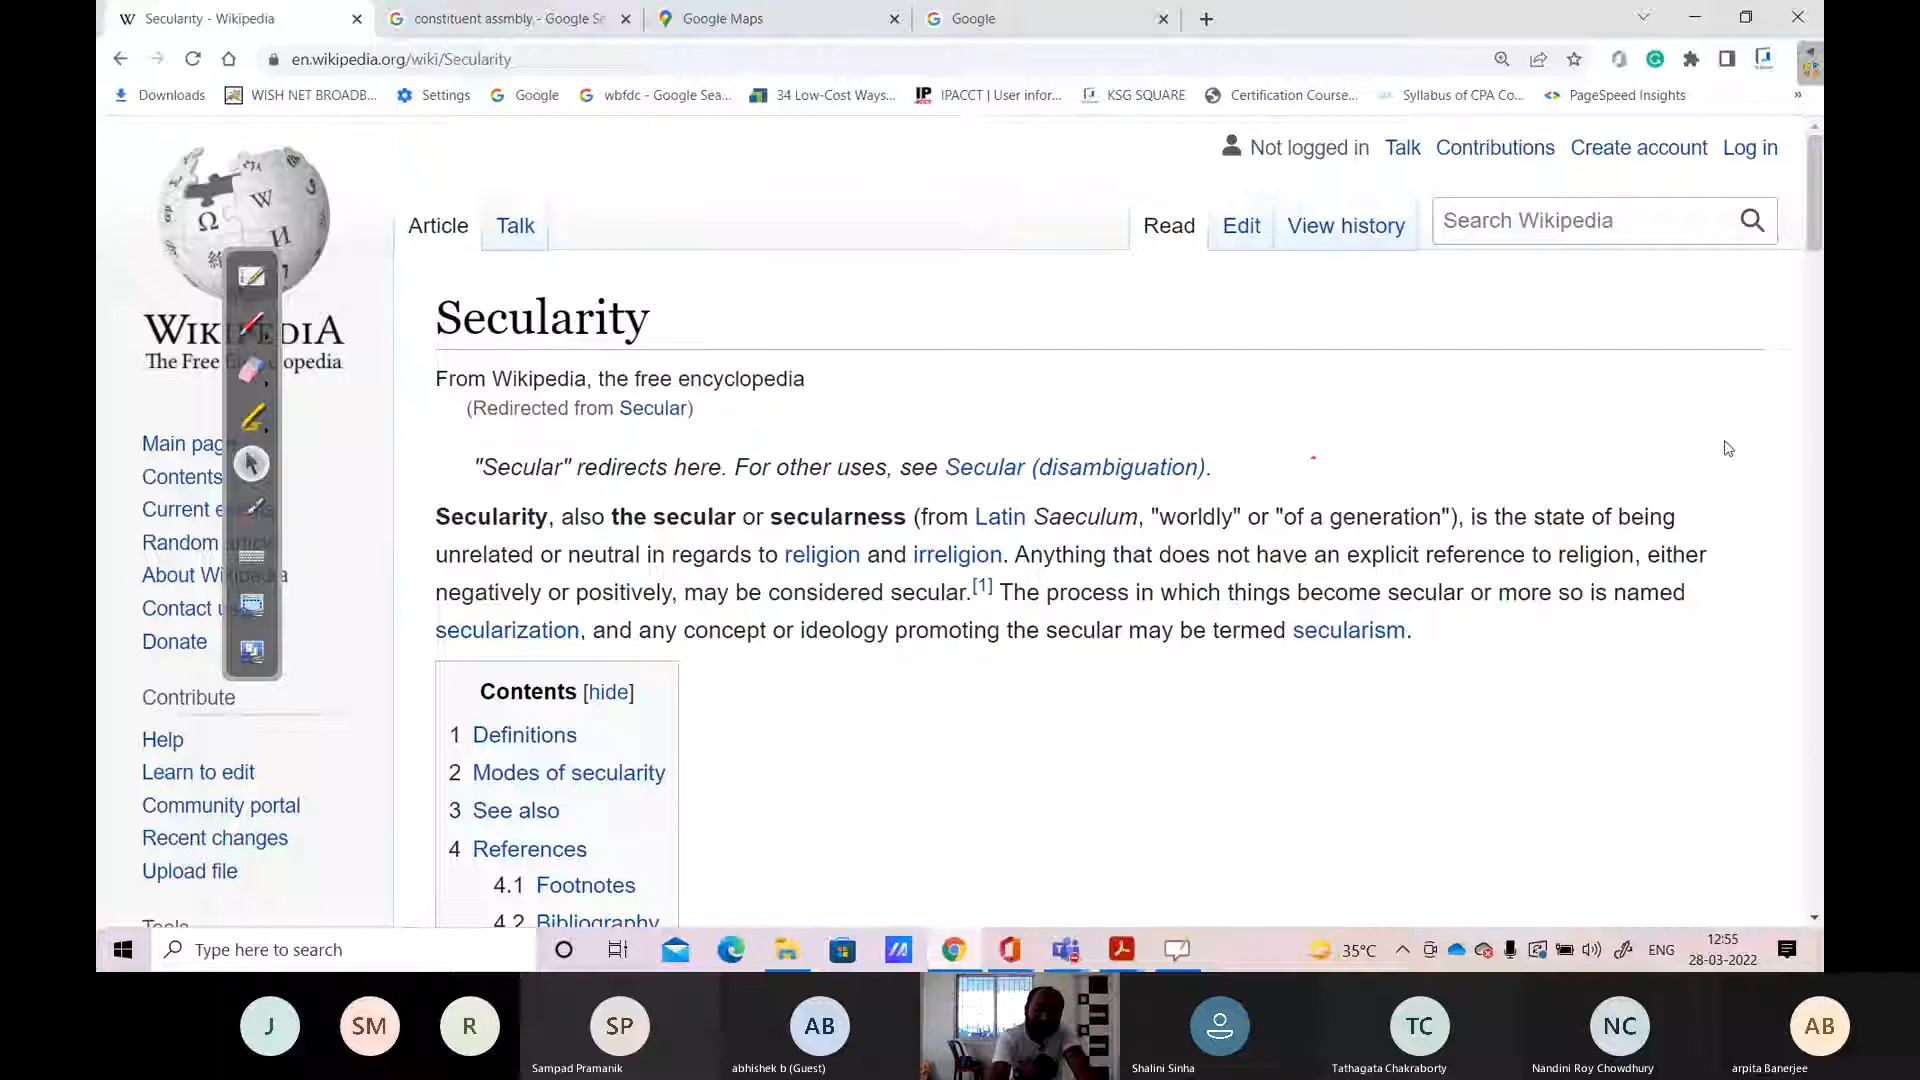 Secularity - Wikipedia
constituent assmbly - Google Se
Google Maps
Google
en.wikipedia.org/wiki/Secularity
Downloads
WISH NET BROADB...
Settings
Google
wbfdc - Google Sea...
34 Low-Cost Ways...
IPACCT | User infor...
KSG SQUARE
Certification Course...
Syllabus of CPA Co...
PageSpeed Insights
»
Not logged in Talk Contributions Create account Log in
Article Talk
Read Edit View history
Search Wikipedia
WIKIPEDIA
The Free opedia
Secularity
From Wikipedia, the free encyclopedia
(Redirected from Secular)
"Secular" redirects here. For other uses, see Secular (disambiguation).
Secularity, also the secular or secularness (from Latin Saeculum, "worldly" or "of a generation"), is the state of being
unrelated or neutral in regards to religion and irreligion. Anything that does not have an explicit reference to religion, either
negatively or positively, may be considered secular.[1] The process in which things become secular or more so is named
secularization, and any concept or ideology promoting the secular may be termed secularism.
Main pag
Contents
Current
Random
About Wikipedia
Contact
Donate
Contribute
Help
Learn to edit
Community portal
Recent changes
Upload file
Tools
Contents [hide]
1 Definitions
2 Modes of secularity
3 See also
4 References
4.1 Footnotes
4.2 Bibliography
Type here to search
35°C
ENG
12:55
28-03-2022
J
SM
R
SP
AB
TC
NC
AB
Sampad Pramanik
abhishek b (Guest)
Shalini Sinha
Tathagata Chakraborty
Nandini Roy Chowdhury
arpita Banerjee